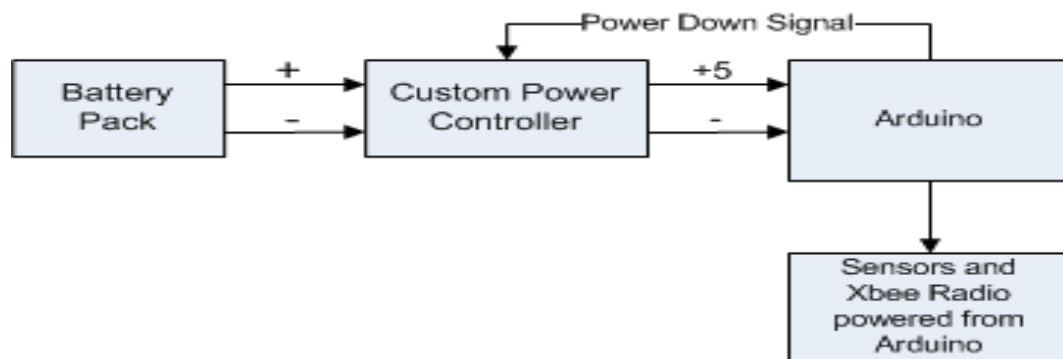 Power Down Signal
Battery
Pack
+
-
Custom Power
Controller
+5
-
Arduino
Sensors and
Xbee Radio
powered from
Arduino